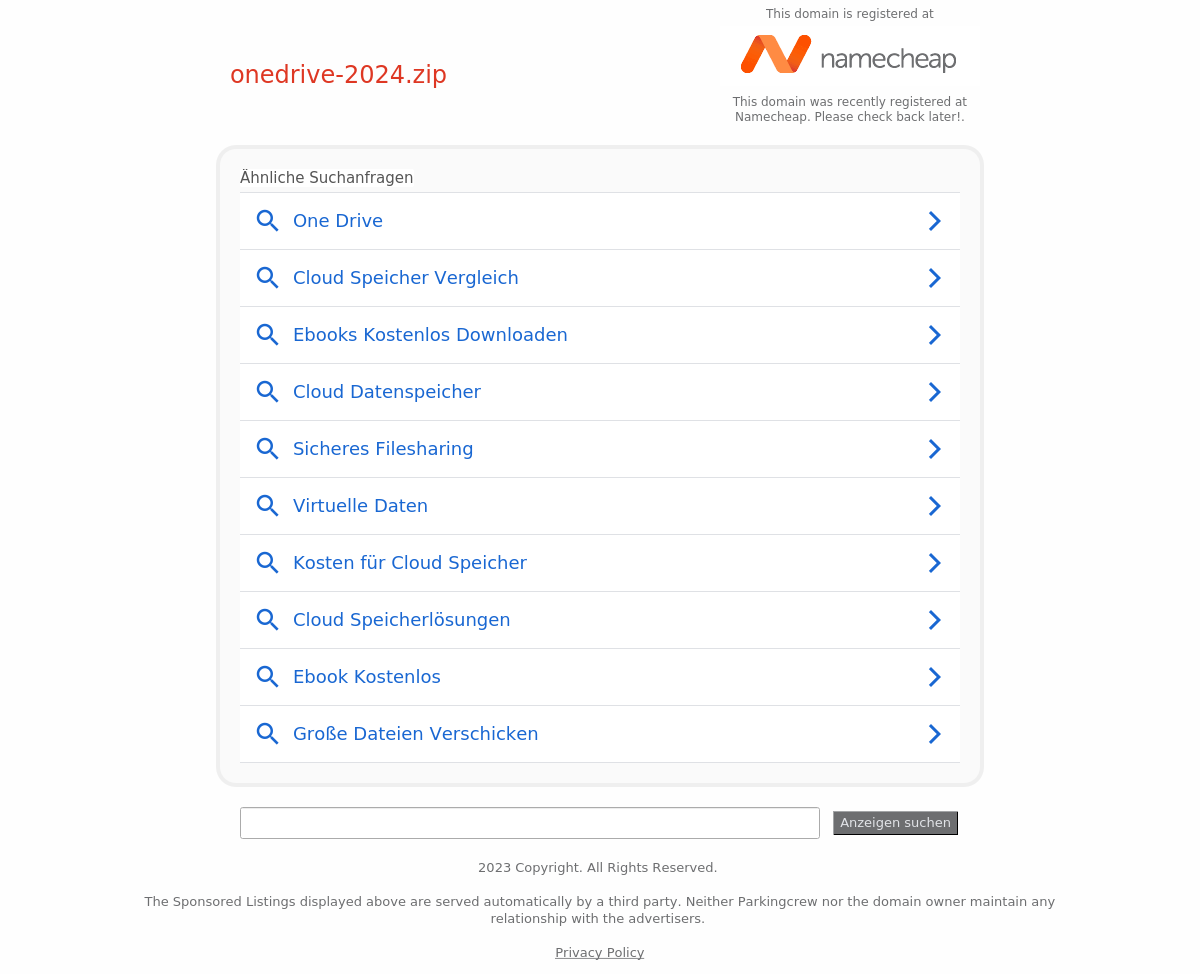 This domain is registered at
namecheap
onedrive-2024.zip
This domain was recently registered at
Namecheap. Please check back later!.
Ähnliche Suchanfragen
One Drive
Cloud Speicher Vergleich
Ebooks Kostenlos Downloaden
Cloud Datenspeicher
Sicheres Filesharing
Virtuelle Daten
Kosten für Cloud Speicher
Cloud Speicherlösungen
Ebook Kostenlos
Große Dateien Verschicken
Anzeigen suchen
2023 Copyright. All Rights Reserved.
The Sponsored Listings displayed above are served automatically by a third party. Neither Parkingcrew nor the domain owner maintain any
relationship with the advertisers.
Privacy Policy